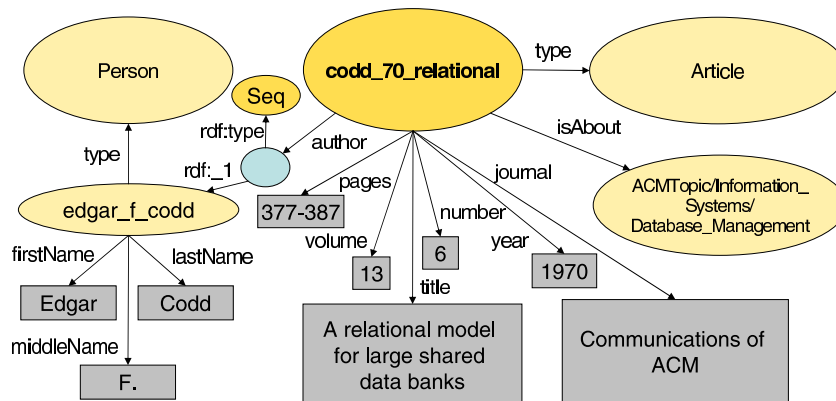 type
Person
codd_70_relational
Article
Seq
rdf:type
author
isAbout
type
rdf:_1
pages
journal
ACMTopic/Information_
Systems/
Database_Management
edgar_f_codd
377-387
number
firstName
lastName
volume
6
year
13
1970
title
Edgar
Codd
A relational model
for large shared
data banks
Communications of
ACM
middleName
F.